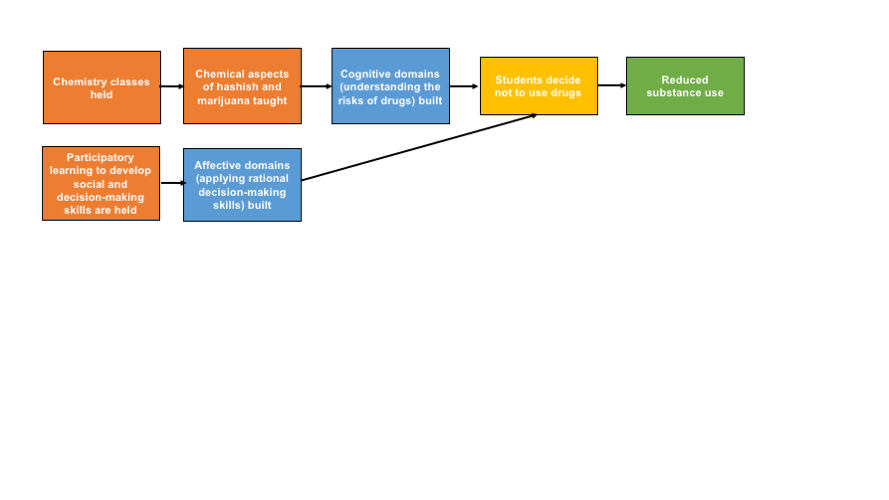 Chemistry classes
held
Chemical aspects
of hashish and
marijuana taught
Cognitive domains
(understanding the
risks of drugs) built
Students decide
not to use drugs
Reduced
substance use
Participatory
learning to develop
social and
decision-making
skills are held
Affective domains
(applying rational
decision-making
skills) built